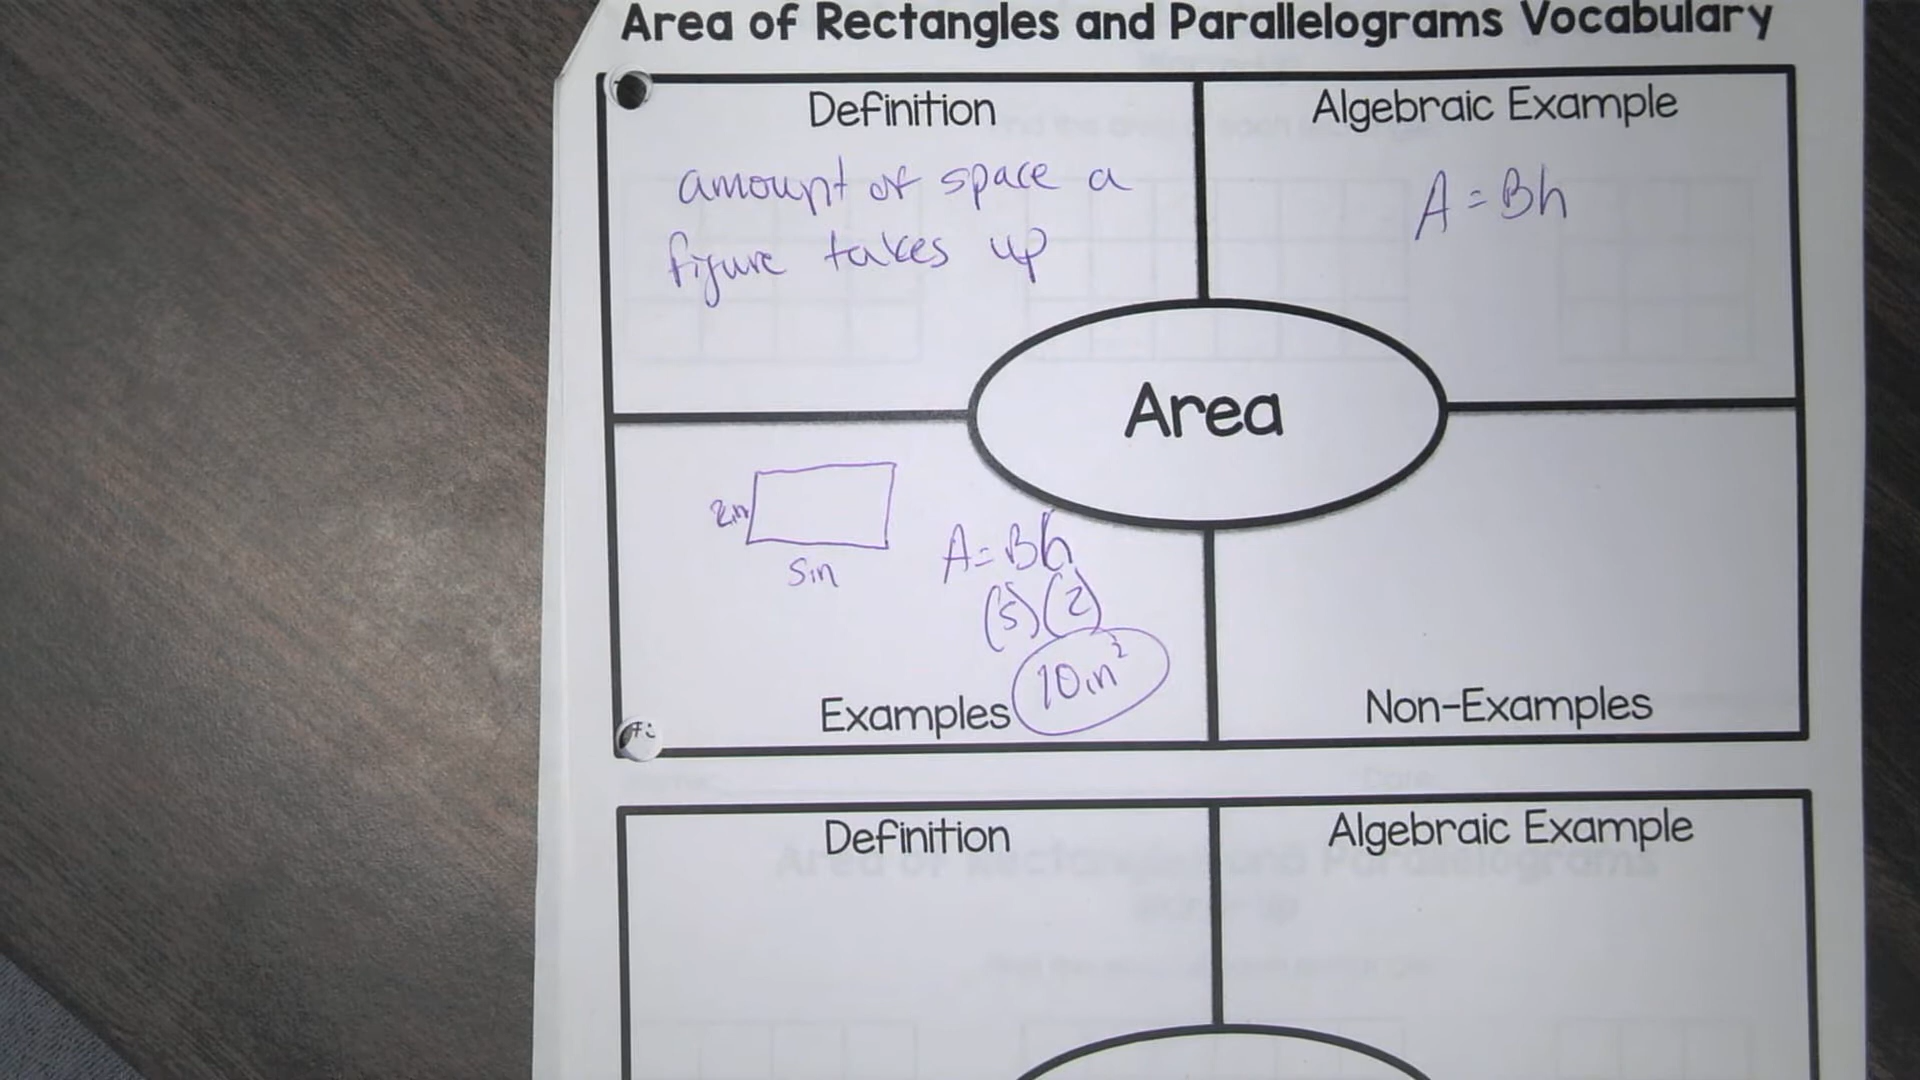 Area of Rectangles and Parallelograms Vocabulary
Definition
amount of space a
figure takes up
Algebraic Example
A = Bh
Area
2in
5in
A = Bh
(5)(2)
10in²
Examples
Non-Examples
Definition
Algebraic Example